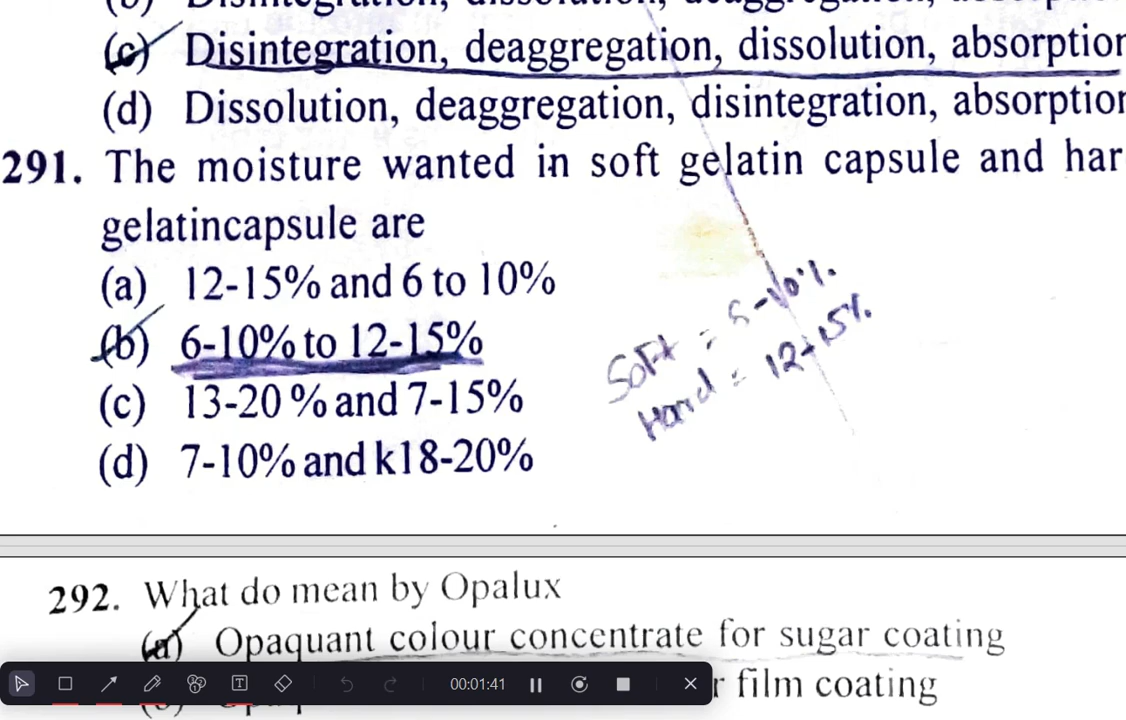 (c) Disintegration, deaggregation, dissolution, absorption
(d) Dissolution, deaggregation, disintegration, absorption
291. The moisture wanted in soft gelatin capsule and har
gelatincapsule are
(a) 12-15% and 6 to 10%
(b) 6-10% to 12-15%
(c) 13-20 % and 7-15%
(d) 7-10% and k18-20%
Soft = 8-10%
Hard = 12-15%
292. What do mean by Opalux
(a) Opaquant colour concentrate for sugar coating
r film coating
00:01:41